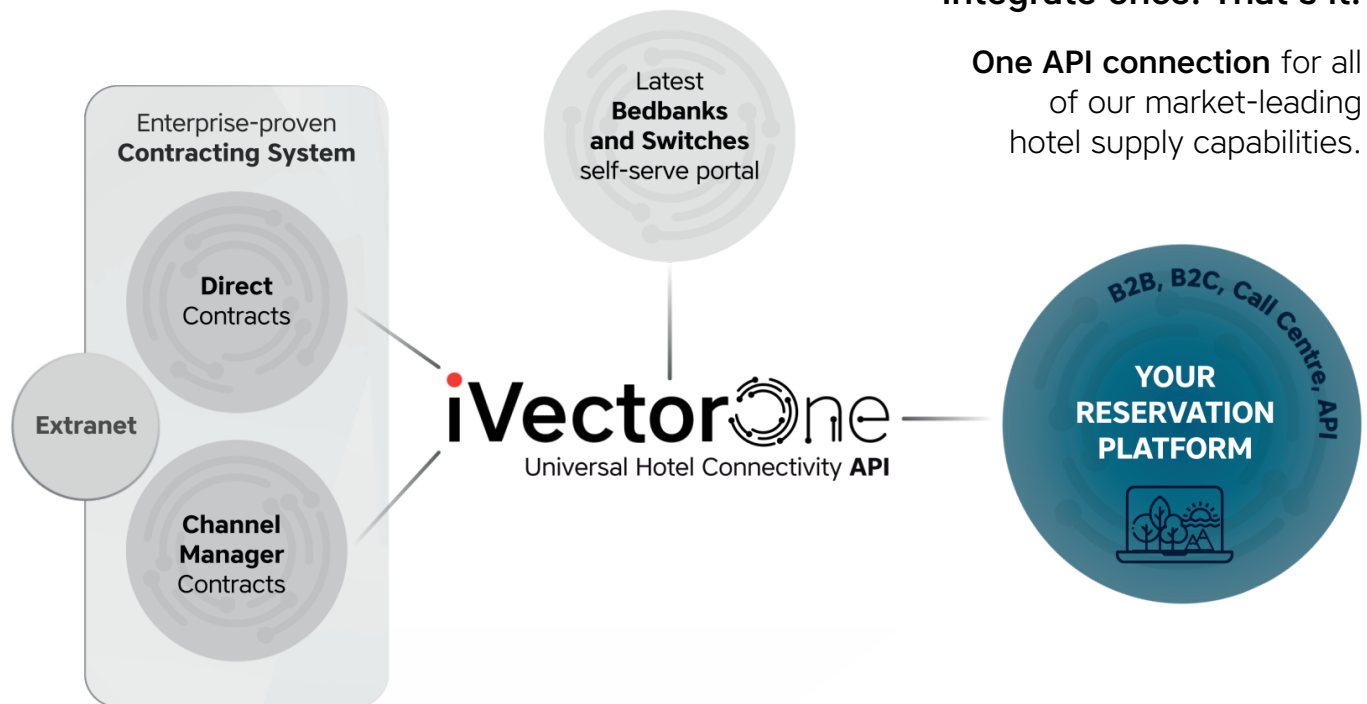 One API connection for all
of our market-leading
hotel supply capabilities.
Enterprise-proven
Contracting System
Direct
Contracts
Extranet
Channel
Manager
Contracts
Latest
Bedbanks
and Switches
self-serve portal
iVectorOne
Universal Hotel Connectivity API
B2B, B2C, Call Centre, API
YOUR
RESERVATION
PLATFORM